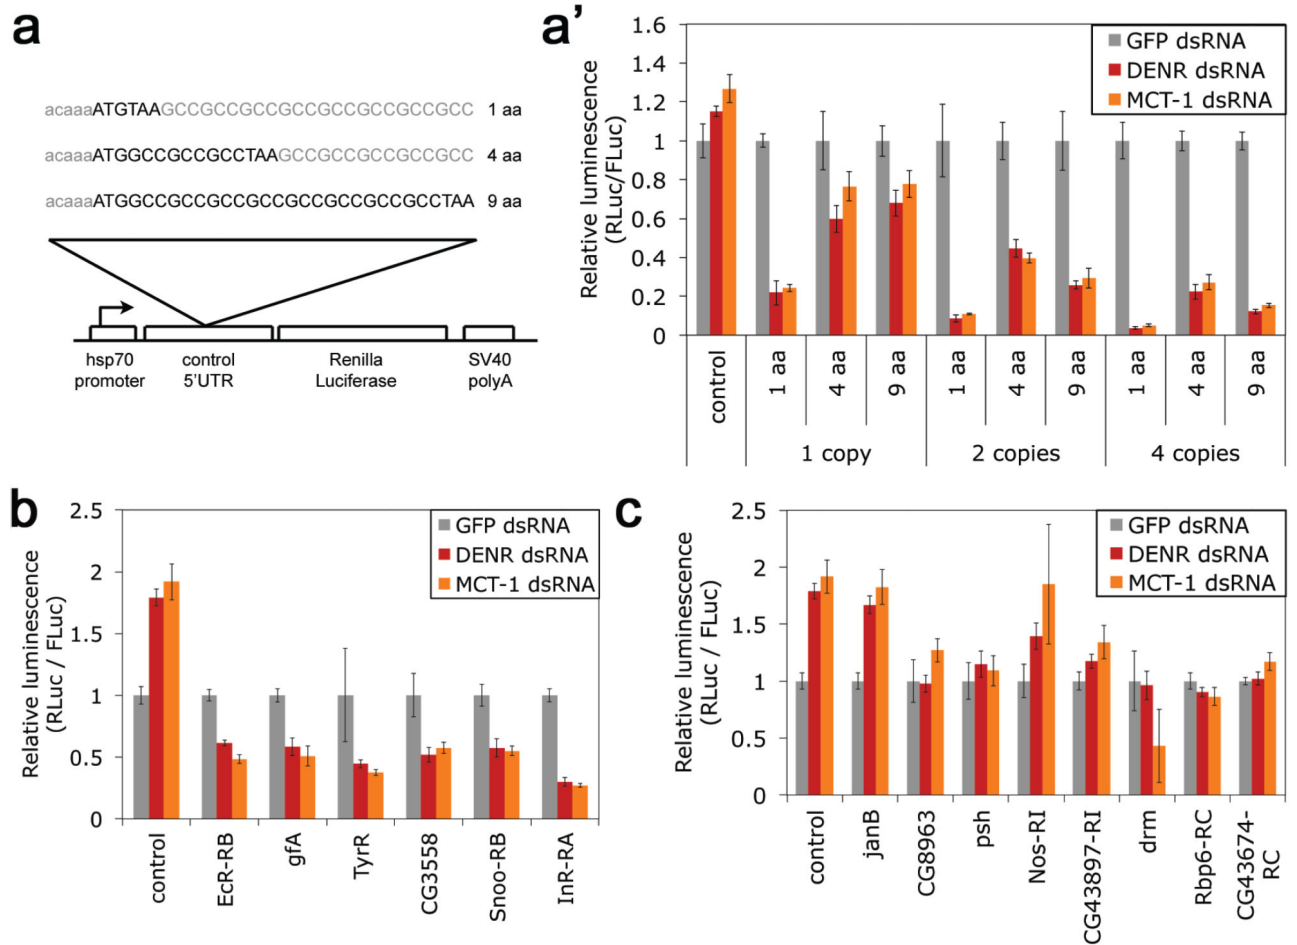 a
acaaaATGTAAGCCGCCGCCGCCGCCGCCGCCGCC 1 aa
acaaaATGGCCGCCGCCTAAGCCGCCGCCGCCGCC 4 aa
acaaaATGGCCGCCGCCGCCGCCGCCGCCGCCTAA 9 aa
hsp70
promoter
control
5'UTR
Renilla
Luciferase
SV40
polyA
a'
Relative luminescence
(RLuc/FLuc)
1.6
1.4
1.2
1
0.8
0.6
0.4
0.2
0
GFP dsRNA
DENR dsRNA
MCT-1 dsRNA
control
1 aa
4 aa
9 aa
1 aa
4 aa
9 aa
1 aa
4 aa
9 aa
1 copy
2 copies
4 copies
b
Relative luminescence
(RLuc / FLuc)
2.5
2
1.5
1
0.5
0
GFP dsRNA
DENR dsRNA
MCT-1 dsRNA
control
EcR-RB
gfA
TyrR
CG3558
Snoo-RB
InR-RA
c
Relative luminescence
(RLuc / FLuc)
2.5
2
1.5
1
0.5
0
GFP dsRNA
DENR dsRNA
MCT-1 dsRNA
control
janB
CG8963
psh
Nos-RI
CG43897-RI
drm
Rbp6-RC
CG43674-
RC